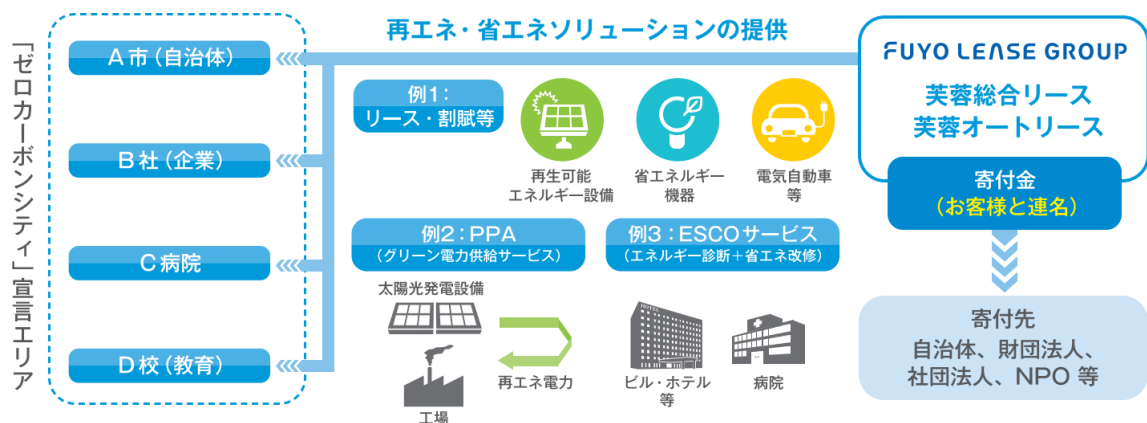 「ゼロカーボンシティ」宣言エリア
A市（自治体）
B社（企業）
C病院
D校（教育）
再エネ・省エネソリューションの提供
例1：
リース・割賦等
再生可能
エネルギー設備
省エネルギー
機器
電気自動車
等
例2：PPA
（グリーン電力供給サービス）
太陽光発電設備
工場
再エネ電力
例3：ESCOサービス
（エネルギー診断＋省エネ改修）
ビル・ホテル
等
病院
FUYO LEASE GROUP
芙蓉総合リース
芙蓉オートリース
寄付金
（お客様と連名）
寄付先
自治体、財団法人、
社団法人、NPO 等